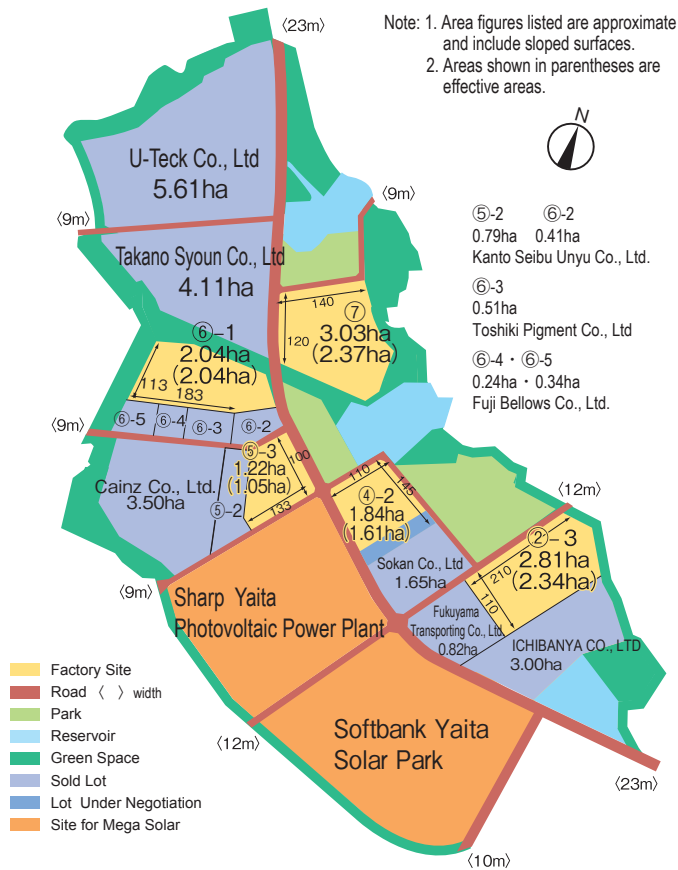 〈23m〉
Note: 1. Area figures listed are approximate
and include sloped surfaces.
2. Areas shown in parentheses are
effective areas.
N
U-Teck Co., Ltd
5.61ha
〈9m〉
〈9m〉
⑤-2 ⑥-2
0.79ha 0.41ha
Kanto Seibu Unyu Co., Ltd.
⑥-3
0.51ha
Toshiki Pigment Co., Ltd
⑥-4・⑥-5
0.24ha・0.34ha
Fuji Bellows Co., Ltd.
Takano Syoun Co., Ltd
4.11ha
140
120
⑦
3.03ha
(2.37ha)
⑥-1
2.04ha
(2.04ha)
113
183
〈9m〉
⑥-5
⑥-4
⑥-3
⑥-2
⑤-3
1.22ha
(1.05ha)
100
133
Cainz Co., Ltd.
3.50ha
⑤-2
110
145
④-2
1.84ha
(1.61ha)
〈12m〉
②-3
2.81ha
(2.34ha)
210
110
Sokan Co., Ltd
1.65ha
〈9m〉
Sharp Yaita
Photovoltaic Power Plant
Fukuyama
Transporting Co., Ltd.
0.82ha
ICHIBANYA CO., LTD
3.00ha
Softbank Yaita
Solar Park
〈12m〉
〈23m〉
〈10m〉
Factory Site
Road 〈 〉 width
Park
Reservoir
Green Space
Sold Lot
Lot Under Negotiation
Site for Mega Solar